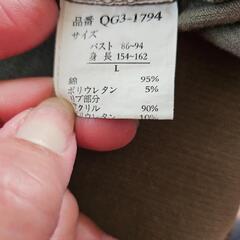 品番 QG3-1794
サイズ
バスト 86~94
身長 154~162
L
綿 95%
ポリウレタン 5%
リブ部分
アクリル 90%
ポリウレタン 10%